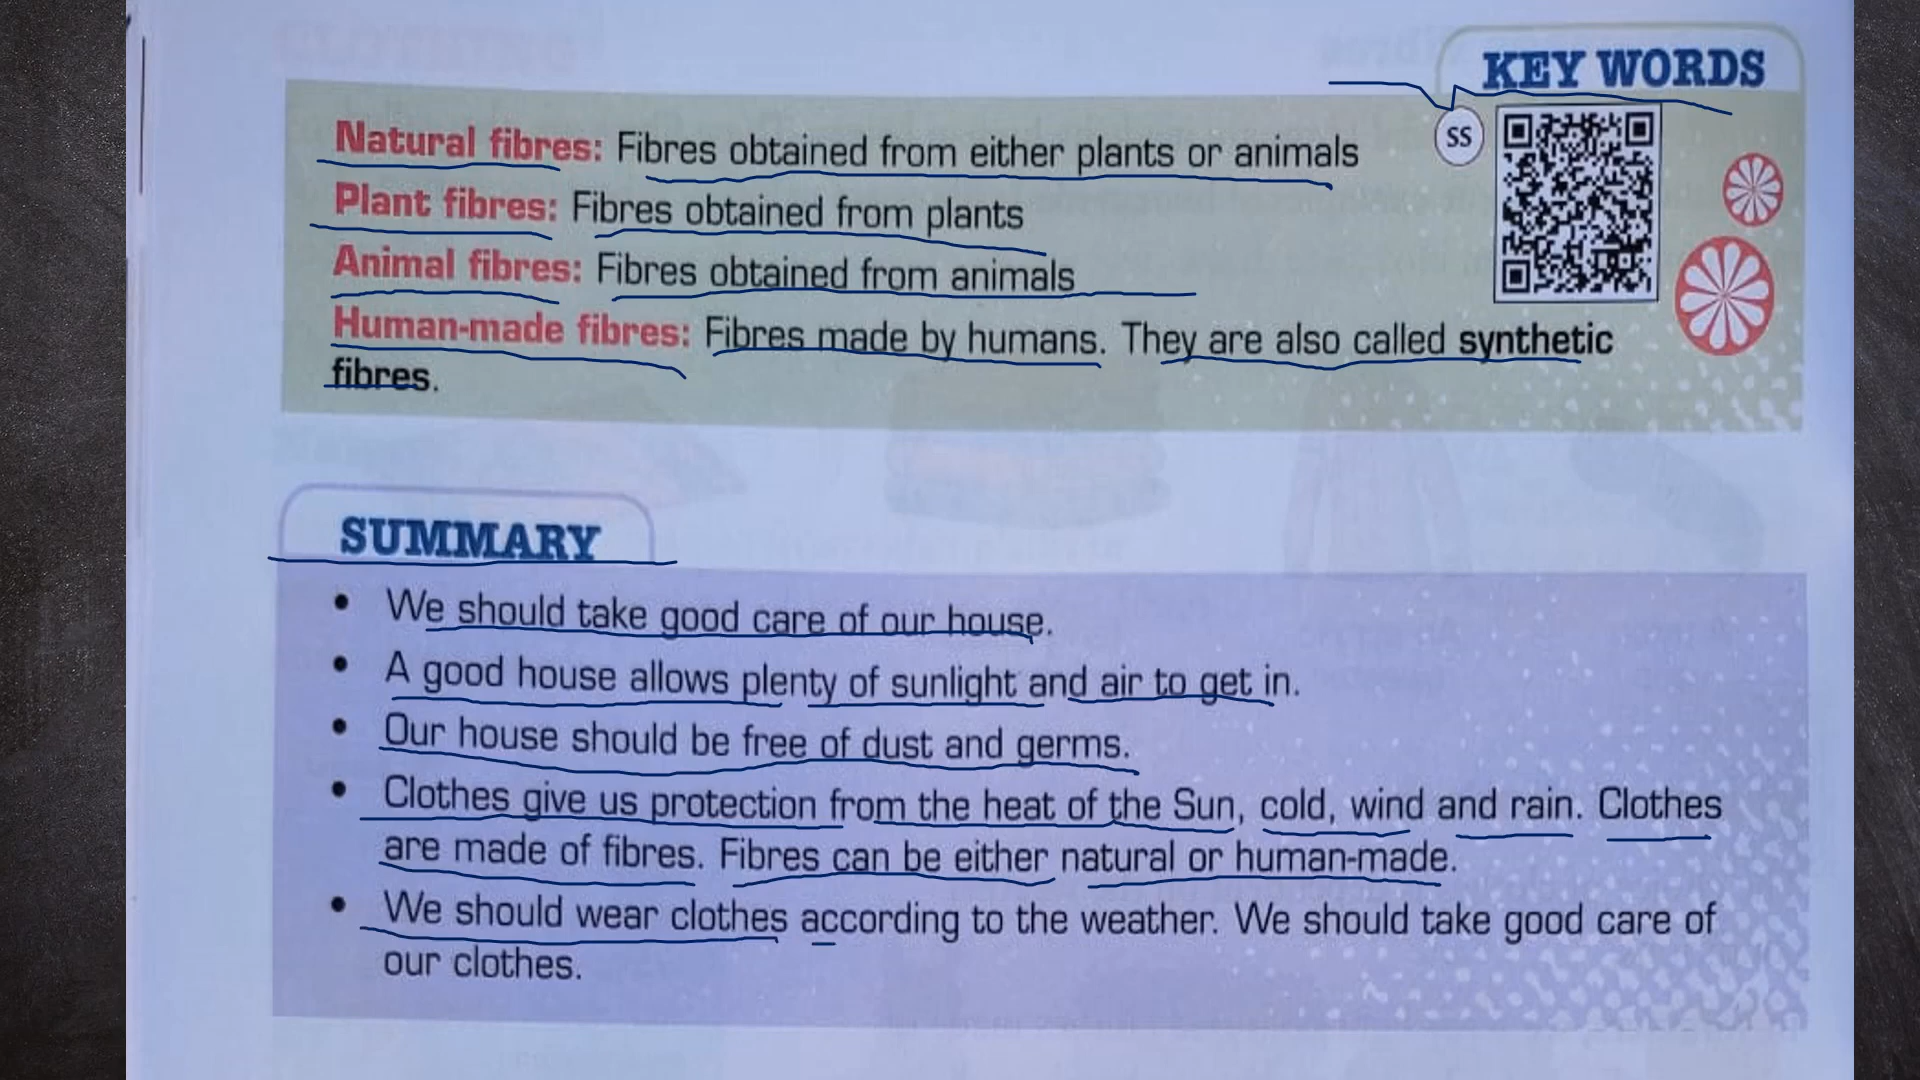 KEY WORDS
SS
Natural fibres: Fibres obtained from either plants or animals
Plant fibres: Fibres obtained from plants
Animal fibres: Fibres obtained from animals
Human-made fibres: Fibres made by humans. They are also called synthetic
fibres.
SUMMARY
• We should take good care of our house.
• A good house allows plenty of sunlight and air to get in.
• Our house should be free of dust and germs.
• Clothes give us protection from the heat of the Sun, cold, wind and rain. Clothes
are made of fibres. Fibres can be either natural or human-made.
• We should wear clothes according to the weather. We should take good care of
our clothes.